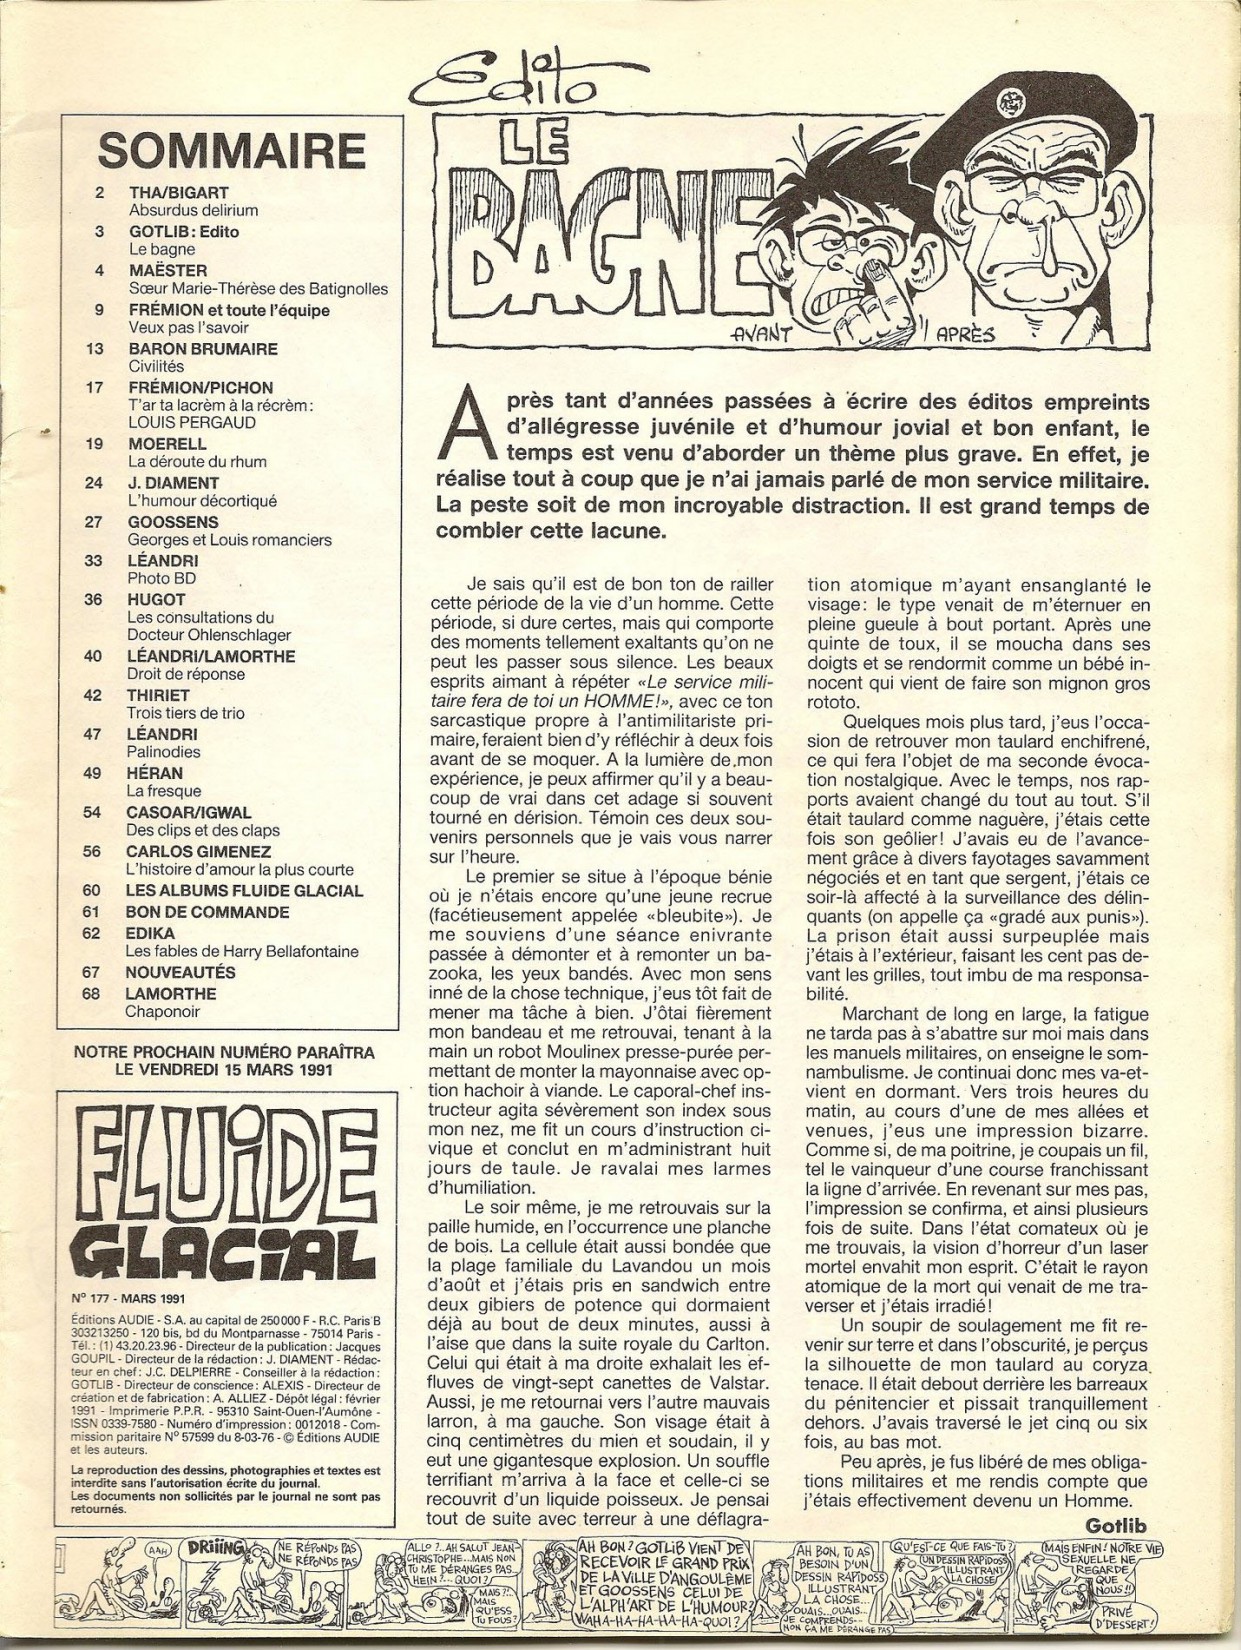 Edito
LE
BAGNE
AVANT
APRÈS
SOMMAIRE
2 THA/BIGART
Absurdus delirium
3 GOTLIB: Edito
Le bagne
4 MAËSTER
Sœur Marie-Thérèse des Batignolles
9 FRÉMION et toute l'équipe
Veux pas l'savoir
13 BARON BRUMAIRE
Civilités
17 FRÉMION/PICHON
T'ar ta lacrèm à la récrèm:
LOUIS PERGAUD
19 MOERELL
La déroute du rhum
24 J. DIAMENT
L'humour décortiqué
27 GOOSSENS
Georges et Louis romanciers
33 LÉANDRI
Photo BD
36 HUGOT
Les consultations du
Docteur Ohlenschlager
40 LÉANDRI/LAMORTHE
Droit de réponse
42 THIRIET
Trois tiers de trio
47 LÉANDRI
Palinodies
49 HÉRAN
La fresque
54 CASOAR/IGWAL
Des clips et des claps
56 CARLOS GIMENEZ
L'histoire d'amour la plus courte
60 LES ALBUMS FLUIDE GLACIAL
61 BON DE COMMANDE
62 EDIKA
Les fables de Harry Bellafontaine
67 NOUVEAUTÉS
68 LAMORTHE
Chaponoir
NOTRE PROCHAIN NUMÉRO PARAÎTRA
LE VENDREDI 15 MARS 1991
FLUIDE
GLACIAL
N° 177 - MARS 1991
Éditions AUDIE - S.A. au capital de 250000 F - R.C. Paris B
303213250 - 120 bis, bd du Montparnasse - 75014 Paris -
Tél.: (1) 43.20.23.96 - Directeur de la publication: Jacques
GOUPIL - Directeur de la rédaction: J. DIAMENT - Rédac-
teur en chef: J.C. DELPIERRE - Conseiller à la rédaction:
GOTLIB - Directeur de conscience: ALEXIS - Directeur de
création et de fabrication: A. ALLIEZ - Dépôt légal: février
1991 - Imprimerie P.P.R. - 95310 Saint-Ouen-l'Aumône -
ISSN 0339-7580 - Numéro d'impression: 0012018 - Com-
mission paritaire N° 57599 du 8-03-76 - © Éditions AUDIE
et les auteurs.
La reproduction des dessins, photographies et textes est
interdite sans l'autorisation écrite du journal.
Les documents non sollicités par le journal ne sont pas
retournés.
Après tant d'années passées à écrire des éditos empreints
d'allégresse juvénile et d'humour jovial et bon enfant, le
temps est venu d'aborder un thème plus grave. En effet, je
réalise tout à coup que je n'ai jamais parlé de mon service militaire.
La peste soit de mon incroyable distraction. Il est grand temps de
combler cette lacune.
Je sais qu'il est de bon ton de railler
cette période de la vie d'un homme. Cette
période, si dure certes, mais qui comporte
des moments tellement exaltants qu'on ne
peut les passer sous silence. Les beaux
esprits aimant à répéter «Le service mili-
taire fera de toi un HOMME!», avec ce ton
sarcastique propre à l'antimilitariste pri-
maire, feraient bien d'y réfléchir à deux fois
avant de se moquer. A la lumière de mon
expérience, je peux affirmer qu'il y a beau-
coup de vrai dans cet adage si souvent
tourné en dérision. Témoin ces deux sou-
venirs personnels que je vais vous narrer
sur l'heure.
Le premier se situe à l'époque bénie
où je n'étais encore qu'une jeune recrue
(facétieusement appelée «bleubite»). Je
me souviens d'une séance enivrante
passée à démonter et à remonter un ba-
zooka, les yeux bandés. Avec mon sens
inné de la chose technique, j'eus tôt fait de
mener ma tâche à bien. J'ôtai fièrement
mon bandeau et me retrouvai, tenant à la
main un robot Moulinex presse-purée per-
mettant de monter la mayonnaise avec op-
tion hachoir à viande. Le caporal-chef ins-
tructeur agita sévèrement son index sous
mon nez, me fit un cours d'instruction ci-
vique et conclut en m'administrant huit
jours de taule. Je ravalai mes larmes
d'humiliation.
Le soir même, je me retrouvais sur la
paille humide, en l'occurrence une planche
de bois. La cellule était aussi bondée que
la plage familiale du Lavandou un mois
d'août et j'étais pris en sandwich entre
deux gibiers de potence qui dormaient
déjà au bout de deux minutes, aussi à
l'aise que dans la suite royale du Carlton.
Celui qui était à ma droite exhalait les ef-
fluves de vingt-sept canettes de Valstar.
Aussi, je me retournai vers l'autre mauvais
larron, à ma gauche. Son visage était à
cinq centimètres du mien et soudain, il y
eut une gigantesque explosion. Un souffle
terrifiant m'arriva à la face et celle-ci se
recouvrit d'un liquide poisseux. Je pensai
tout de suite avec terreur à une déflagra-
tion atomique m'ayant ensanglanté le
visage: le type venait de m'éternuer en
pleine gueule à bout portant. Après une
quinte de toux, il se moucha dans ses
doigts et se rendormit comme un bébé in-
nocent qui vient de faire son mignon gros
rototo.
Quelques mois plus tard, j'eus l'occa-
sion de retrouver mon taulard enchifrené,
ce qui fera l'objet de ma seconde évoca-
tion nostalgique. Avec le temps, nos rap-
ports avaient changé du tout au tout. S'il
était taulard comme naguère, j'étais cette
fois son geôlier! J'avais eu de l'avance-
ment grâce à divers fayotages savamment
négociés et en tant que sergent, j'étais ce
soir-là affecté à la surveillance des délin-
quants (on appelle ça «gradé aux punis»).
La prison était aussi surpeuplée mais
j'étais à l'extérieur, faisant les cent pas de-
vant les grilles, tout imbu de ma responsa-
bilité.
Marchant de long en large, la fatigue
ne tarda pas à s'abattre sur moi mais dans
les manuels militaires, on enseigne le som-
nambulisme. Je continuai donc mes va-et-
vient en dormant. Vers trois heures du
matin, au cours d'une de mes allées et
venues, j'eus une impression bizarre.
Comme si, de ma poitrine, je coupais un fil,
tel le vainqueur d'une course franchissant
la ligne d'arrivée. En revenant sur mes pas,
l'impression se confirma, et ainsi plusieurs
fois de suite. Dans l'état comateux où je
me trouvais, la vision d'horreur d'un laser
mortel envahit mon esprit. C'était le rayon
atomique de la mort qui venait de me tra-
verser et j'étais irradié!
Un soupir de soulagement me fit re-
venir sur terre et dans l'obscurité, je perçus
la silhouette de mon taulard au coryza
tenace. Il était debout derrière les barreaux
du pénitencier et pissait tranquillement
dehors. J'avais traversé le jet cinq ou six
fois, au bas mot.
Peu après, je fus libéré de mes obliga-
tions militaires et me rendis compte que
j'étais effectivement devenu un Homme.
Gotlib
AAH
DRiiiNG
NE RÉPONDS PAS
NE RÉPONDS PAS
ALLO ?.. AH SALUT JEAN-
CHRISTOPHE...MAIS NON
TU ME DÉRANGES PAS...
HEIN?... QUOI?
MAIS ?!..
MAIS
QU'ESS
TU FOUS?
AH BON? GOTLIB VIENT DE
RECEVOIR LE GRAND PRIX
DE LA VILLE D'ANGOULÊME
ET GOOSSENS CELUI DE
L'ALPH'ART DE L'HUMOUR?
WAHA-HA-HA-HA-HA-QUOI?
AH BON, TU AS
BESOIN D'UN
DESSIN RAPIDOSS
ILLUSTRANT
LA CHOSE...
OUAIS...OUAIS...
JE COMPRENDS...
NON ÇA ME DÉRANGE PAS
QU'EST-CE QUE FAIS-TU?
UN DESSIN RAPIDOSS
ILLUSTRANT
LA CHOSE
MAIS ENFIN! NOTRE VIE
SEXUELLE NE
REGARDE
QUE
NOUS!!
PRIVÉ
D'DESSERT!